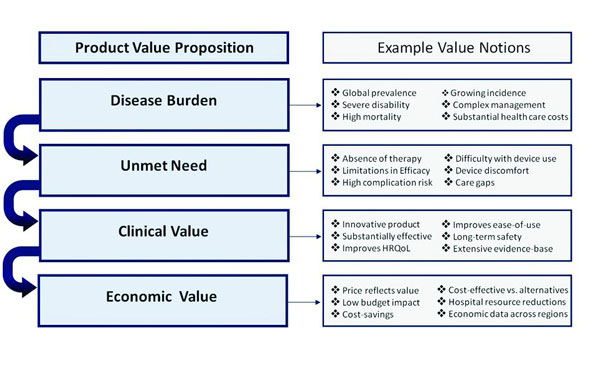 Product Value Proposition
Example Value Notions
Disease Burden
❖ Global prevalence
❖ Severe disability
❖ High mortality
❖ Growing incidence
❖ Complex management
❖ Substantial health care costs
Unmet Need
❖ Absence of therapy
❖ Limitations in Efficacy
❖ High complication risk
❖ Difficulty with device use
❖ Device discomfort
❖ Care gaps
Clinical Value
❖ Innovative product
❖ Substantially effective
❖ Improves HRQoL
❖ Improves ease-of-use
❖ Long-term safety
❖ Extensive evidence-base
Economic Value
❖ Price reflects value
❖ Low budget impact
❖ Cost-savings
❖ Cost-effective vs. alternatives
❖ Hospital resource reductions
❖ Economic data across regions